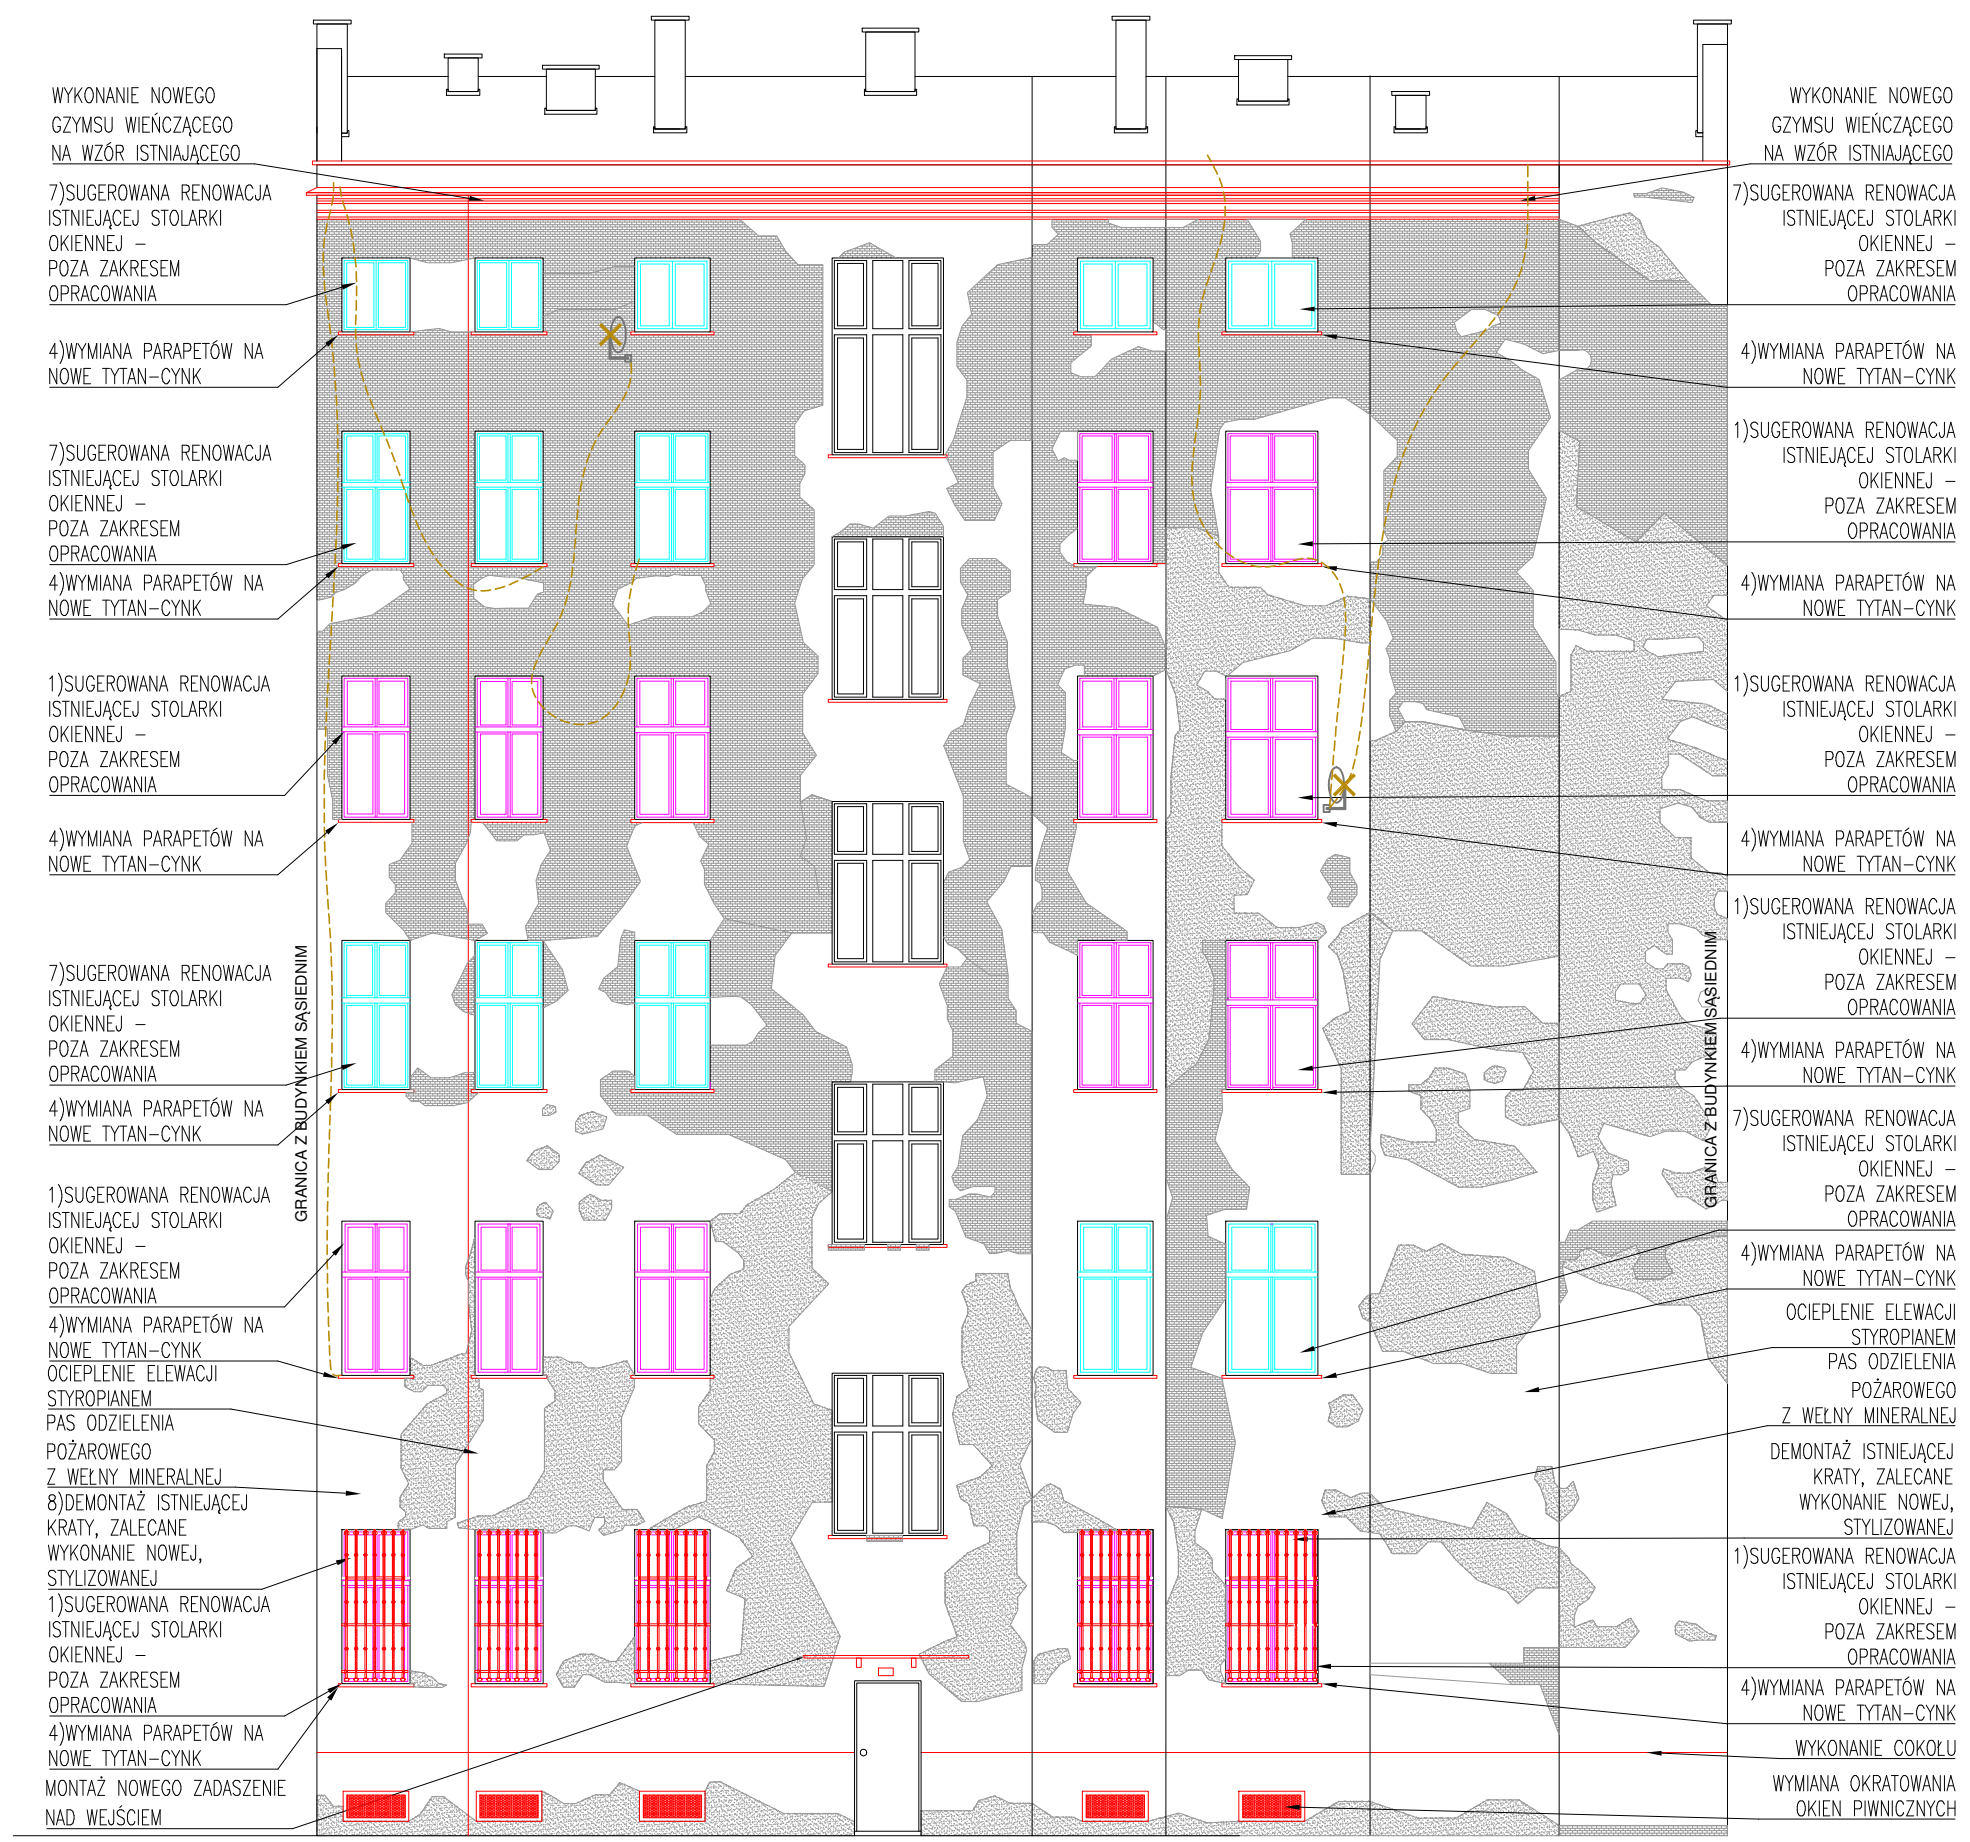 WYKONANIE NOWEGO
GZYMSU WIEŃCZĄCEGO
NA WZÓR ISTNIAJĄCEGO
7)SUGEROWANA RENOWACJA
ISTNIEJĄCEJ STOLARKI
OKIENNEJ –
POZA ZAKRESEM
OPRACOWANIA
4)WYMIANA PARAPETÓW NA
NOWE TYTAN–CYNK
7)SUGEROWANA RENOWACJA
ISTNIEJĄCEJ STOLARKI
OKIENNEJ –
POZA ZAKRESEM
OPRACOWANIA
4)WYMIANA PARAPETÓW NA
NOWE TYTAN–CYNK
1)SUGEROWANA RENOWACJA
ISTNIEJĄCEJ STOLARKI
OKIENNEJ –
POZA ZAKRESEM
OPRACOWANIA
4)WYMIANA PARAPETÓW NA
NOWE TYTAN–CYNK
7)SUGEROWANA RENOWACJA
ISTNIEJĄCEJ STOLARKI
OKIENNEJ –
POZA ZAKRESEM
OPRACOWANIA
4)WYMIANA PARAPETÓW NA
NOWE TYTAN–CYNK
1)SUGEROWANA RENOWACJA
ISTNIEJĄCEJ STOLARKI
OKIENNEJ –
POZA ZAKRESEM
OPRACOWANIA
4)WYMIANA PARAPETÓW NA
NOWE TYTAN–CYNK
OCIEPLENIE ELEWACJI
STYROPIANEM
PAS ODZIELENIA
POŻAROWEGO
Z WEŁNY MINERALNEJ
8)DEMONTAŻ ISTNIEJĄCEJ
KRATY, ZALECANE
WYKONANIE NOWEJ,
STYLIZOWANEJ
1)SUGEROWANA RENOWACJA
ISTNIEJĄCEJ STOLARKI
OKIENNEJ –
POZA ZAKRESEM
OPRACOWANIA
4)WYMIANA PARAPETÓW NA
NOWE TYTAN–CYNK
MONTAŻ NOWEGO ZADASZENIE
NAD WEJŚCIEM
GRANICA Z BUDYNKIEM SĄSIEDNIM
GRANICA Z BUDYNKIEM SĄSIEDNIM
WYKONANIE NOWEGO
GZYMSU WIEŃCZĄCEGO
NA WZÓR ISTNIAJĄCEGO
7)SUGEROWANA RENOWACJA
ISTNIEJĄCEJ STOLARKI
OKIENNEJ –
POZA ZAKRESEM
OPRACOWANIA
4)WYMIANA PARAPETÓW NA
NOWE TYTAN–CYNK
1)SUGEROWANA RENOWACJA
ISTNIEJĄCEJ STOLARKI
OKIENNEJ –
POZA ZAKRESEM
OPRACOWANIA
4)WYMIANA PARAPETÓW NA
NOWE TYTAN–CYNK
1)SUGEROWANA RENOWACJA
ISTNIEJĄCEJ STOLARKI
OKIENNEJ –
POZA ZAKRESEM
OPRACOWANIA
4)WYMIANA PARAPETÓW NA
NOWE TYTAN–CYNK
1)SUGEROWANA RENOWACJA
ISTNIEJĄCEJ STOLARKI
OKIENNEJ –
POZA ZAKRESEM
OPRACOWANIA
4)WYMIANA PARAPETÓW NA
NOWE TYTAN–CYNK
7)SUGEROWANA RENOWACJA
ISTNIEJĄCEJ STOLARKI
OKIENNEJ –
POZA ZAKRESEM
OPRACOWANIA
4)WYMIANA PARAPETÓW NA
NOWE TYTAN–CYNK
OCIEPLENIE ELEWACJI
STYROPIANEM
PAS ODZIELENIA
POŻAROWEGO
Z WEŁNY MINERALNEJ
DEMONTAŻ ISTNIEJĄCEJ
KRATY, ZALECANE
WYKONANIE NOWEJ,
STYLIZOWANEJ
1)SUGEROWANA RENOWACJA
ISTNIEJĄCEJ STOLARKI
OKIENNEJ –
POZA ZAKRESEM
OPRACOWANIA
4)WYMIANA PARAPETÓW NA
NOWE TYTAN–CYNK
WYKONANIE COKOŁU
WYMIANA OKRATOWANIA
OKIEN PIWNICZNYCH